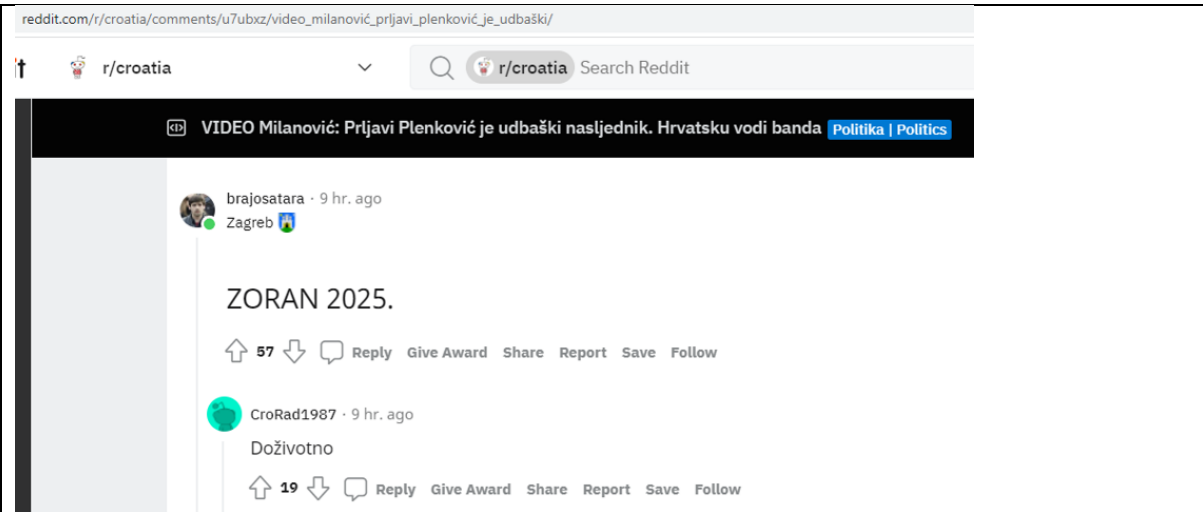 reddit.com/r/croatia/comments/u7ubxz/video_milanović_prljavi_plenković_je_udbaški/
it r/croatia r/croatia Search Reddit
VIDEO Milanović: Prljavi Plenković je udbaški nasljednik. Hrvatsku vodi banda Politika | Politics
brajosatara · 9 hr. ago
Zagreb
ZORAN 2025.
57 Reply Give Award Share Report Save Follow
CroRad1987 · 9 hr. ago
Doživotno
19 Reply Give Award Share Report Save Follow